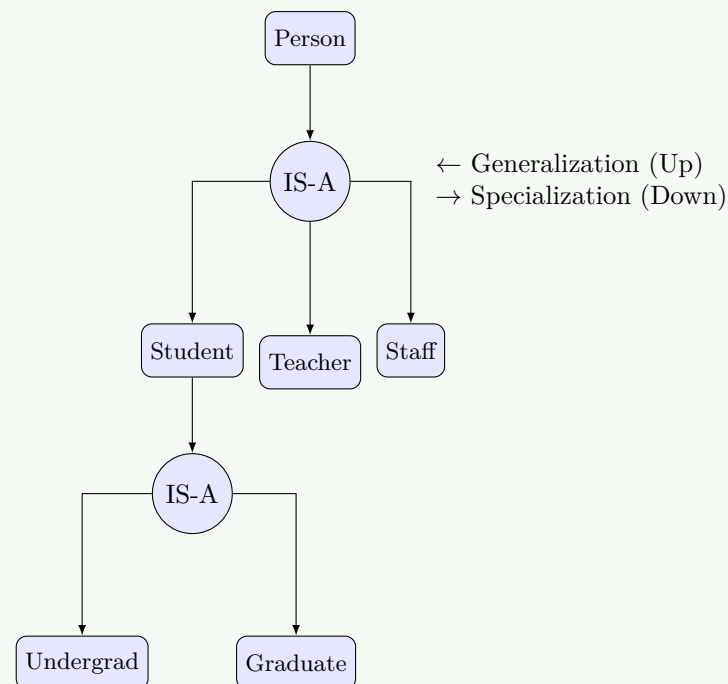 Person
IS-A
← Generalization (Up)
→ Specialization (Down)
Student
Teacher
Staff
IS-A
Undergrad
Graduate